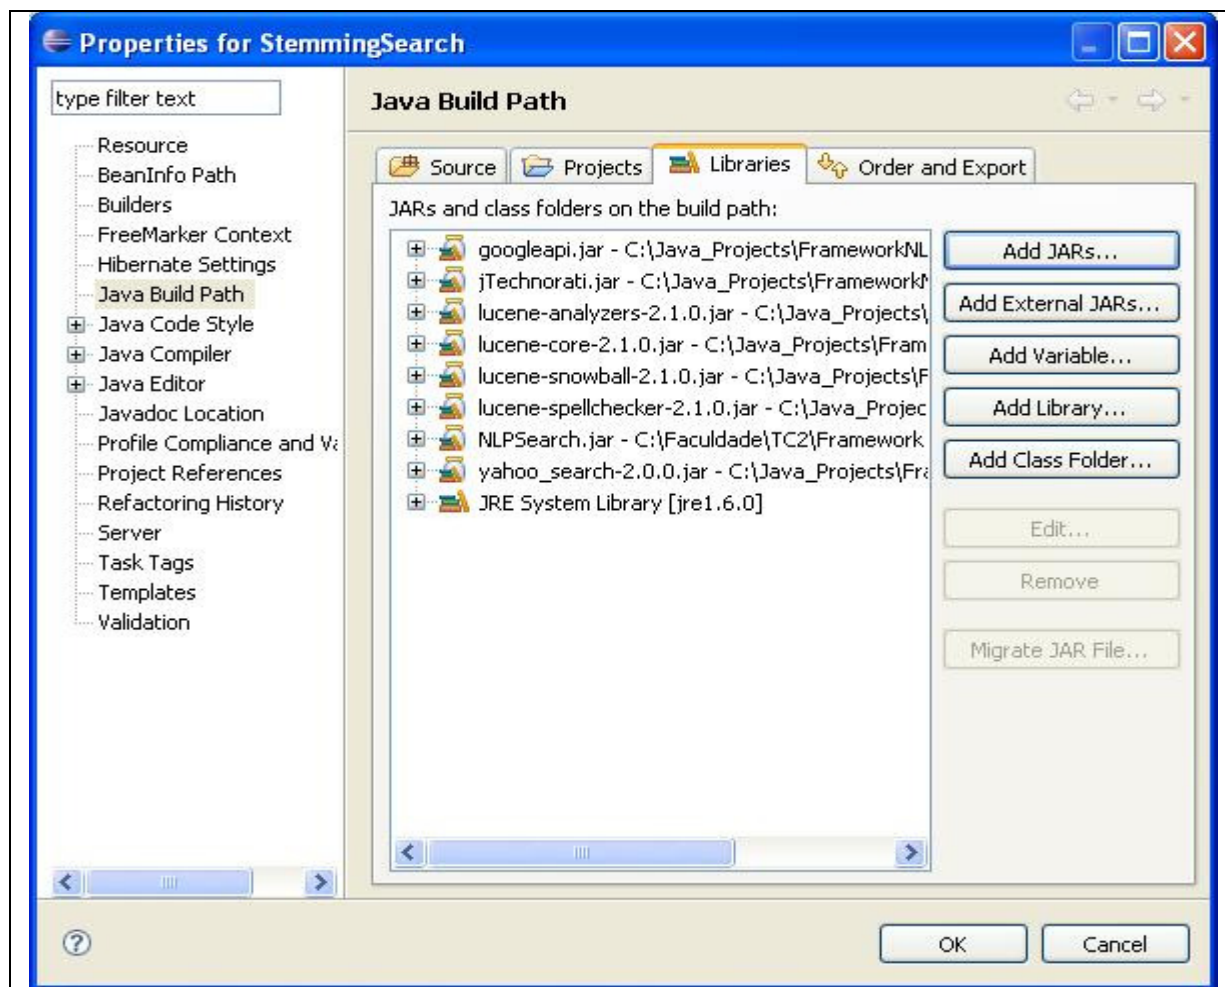 Properties for StemmingSearch
type filter text
Resource
BeanInfo Path
Builders
FreeMarker Context
Hibernate Settings
Java Build Path
Java Code Style
Java Compiler
Java Editor
Javadoc Location
Profile Compliance and Va
Project References
Refactoring History
Server
Task Tags
Templates
Validation
Java Build Path
Source Projects Libraries Order and Export
JARs and class folders on the build path:
googleapi.jar - C:\Java_Projects\FrameworkNL
jTechnorati.jar - C:\Java_Projects\Framework
lucene-analyzers-2.1.0.jar - C:\Java_Projects\
lucene-core-2.1.0.jar - C:\Java_Projects\Fram
lucene-snowball-2.1.0.jar - C:\Java_Projects\F
lucene-spellchecker-2.1.0.jar - C:\Java_Projec
NLPSearch.jar - C:\Faculdade\TC2\Framework
yahoo_search-2.0.0.jar - C:\Java_Projects\Fra
JRE System Library [jre1.6.0]
Add JARs...
Add External JARs...
Add Variable...
Add Library...
Add Class Folder...
Edit...
Remove
Migrate JAR File...
?
OK
Cancel